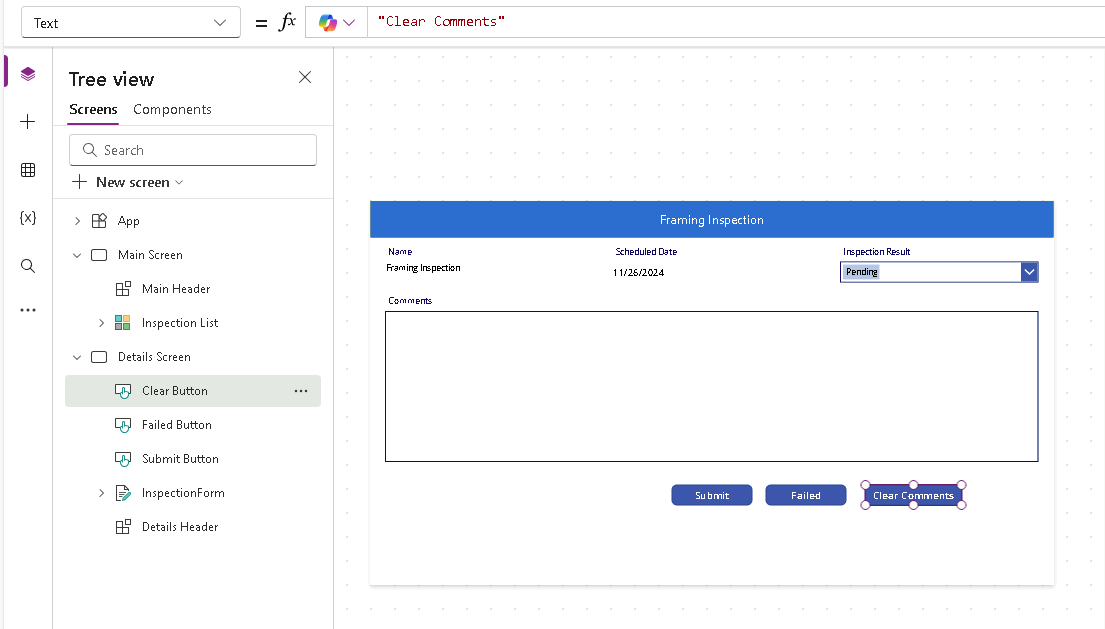 Text = fx "Clear Comments"
Tree view
Screens Components
Search
New screen
{x}
App
Main Screen
Main Header
Inspection List
Details Screen
Clear Button ...
Failed Button
Submit Button
InspectionForm
Details Header
Framing Inspection
Name Scheduled Date Inspection Result
Framing Inspection 11/26/2024 Pending
Comments
Submit Failed Clear Comments